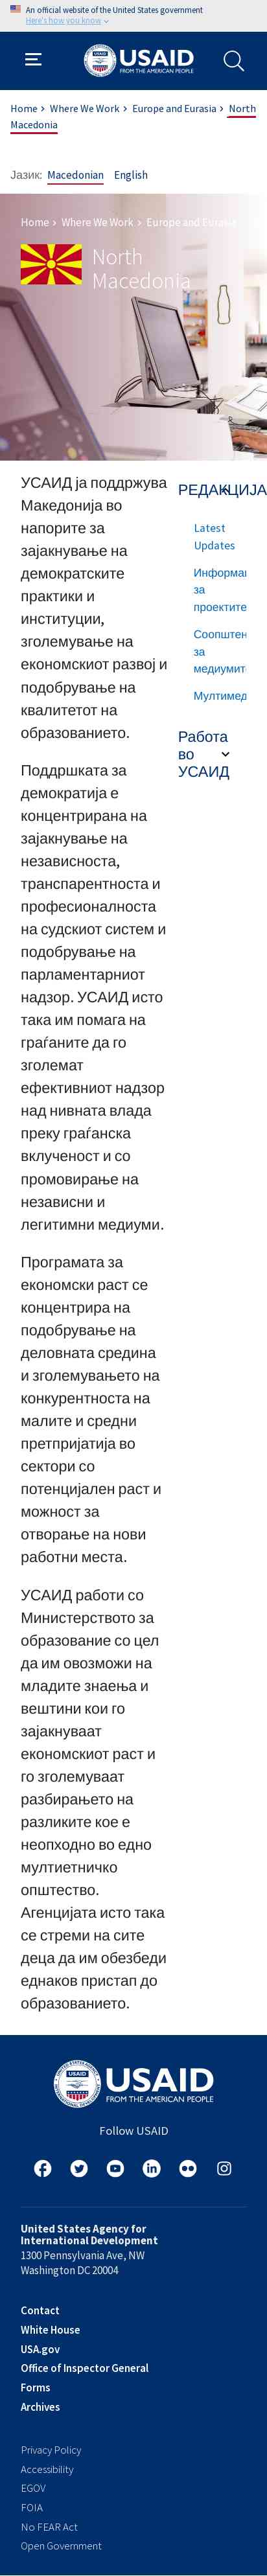 An official website of the United States government
Here's how you know
USAID
FROM THE AMERICAN PEOPLE
Home > Where We Work > Europe and Eurasia > North
Macedonia
Јазик: Macedonian English
Home > Where We Work > Europe and Eurasia
North
Macedonia
УСАИД ја поддржува
Македонија во
напорите за
зајакнување на
демократските
практики и
институции,
зголемување на
економскиот развој и
подобрување на
квалитетот на
образованието.
Поддршката за
демократија е
концентрирана на
зајакнување на
независноста,
транспарентноста и
професионалноста
на судскиот систем и
подобрување на
парламентарниот
надзор. УСАИД исто
така им помага на
граѓаните да го
зголемат
ефективниот надзор
над нивната влада
преку граѓанска
вклученост и со
промовирање на
независни и
легитимни медиуми.
Програмата за
економски раст се
концентрира на
подобрување на
деловната средина
и зголемувањето на
конкурентноста на
малите и средни
претпријатија во
сектори со
потенцијален раст и
можност за
отворање на нови
работни места.
УСАИД работи со
Министерството за
образование со цел
да им овозможи на
младите знаења и
вештини кои го
зајакнуваат
економскиот раст и
го зголемуваат
разбирањето на
разликите кое е
неопходно во едно
мултиетничко
општество.
Агенцијата исто така
се стреми на сите
деца да им обезбеди
еднаков пристап до
образованието.
РЕДАКЦИЈА
Latest
Updates
Информац
за
проектите
Соопштен
за
медиумит
Мултимед
Работа
во
УСАИД
USAID
FROM THE AMERICAN PEOPLE
Follow USAID
United States Agency for
International Development
1300 Pennsylvania Ave, NW
Washington DC 20004
Contact
White House
USA.gov
Office of Inspector General
Forms
Archives
Privacy Policy
Accessibility
EGOV
FOIA
No FEAR Act
Open Government